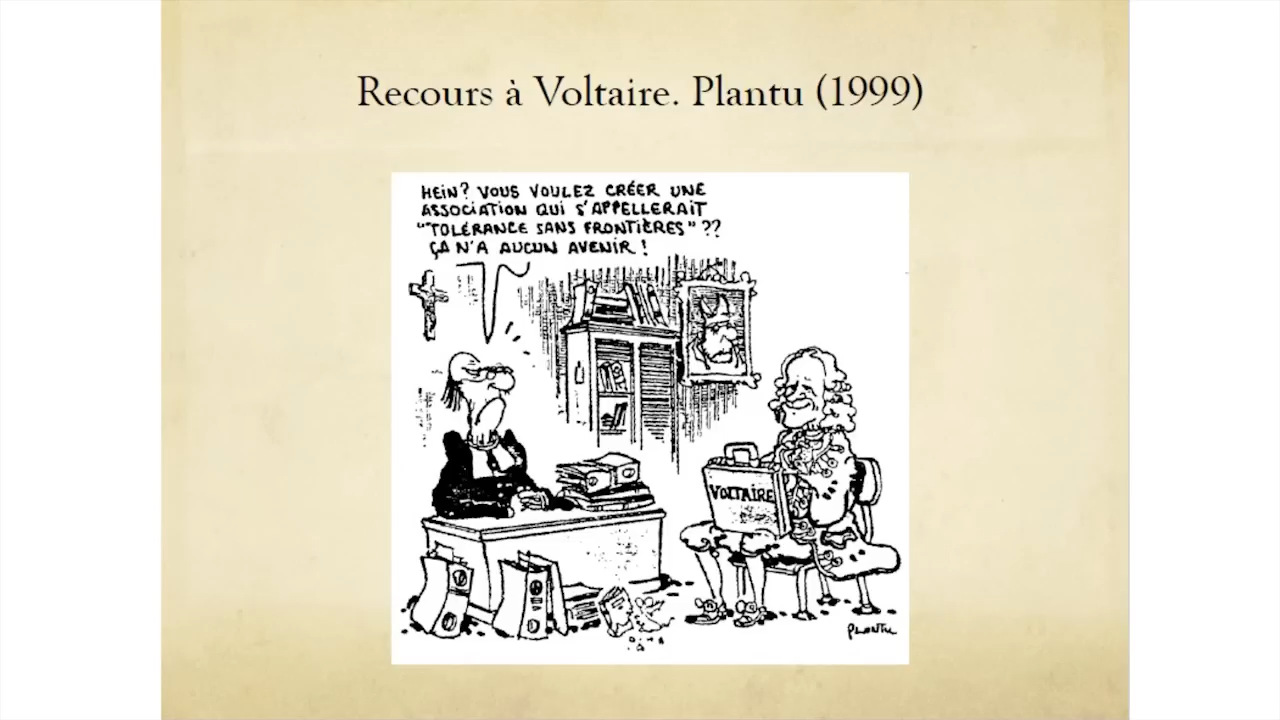 Recours à Voltaire. Plantu (1999)
HEIN? VOUS VOULEZ CRÉER UNE
ASSOCIATION QUI S'APPELLERAIT
"TOLÉRANCE SANS FRONTIÈRES"??
ÇA N'A AUCUN AVENIR!
VOLTAIRE
PLANTU